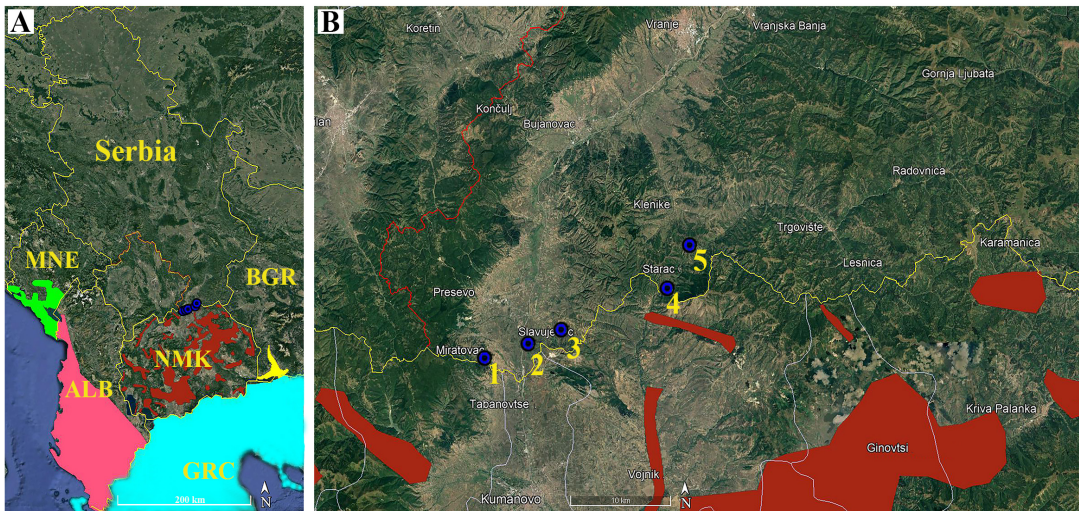 A
Serbia
MNE
BGR
NMK
ALB
GRC
200 km
N
B
Koretin
Vranje
Vranjska Banja
Gornja Ljubata
Končul
lan
Bujanovac
Radovnica
Klenike
Trgovište
Karamanica
5
Starac
Lesnica
4
Presevo
Slavujevac
3
2
Miratovac
1
Tabanovtse
Kriva Palanka
Ginovtsi
Vojnik
Kumanovo
10 km
N